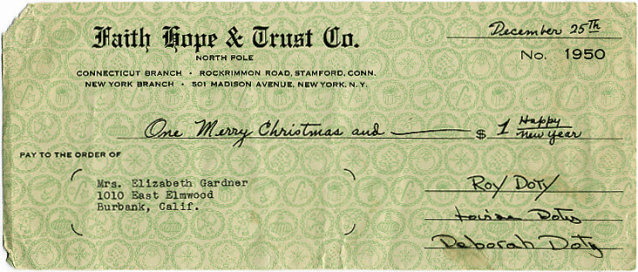 Faith Hope & Trust Co.
NORTH POLE
CONNECTICUT BRANCH • ROCKRIMMON ROAD, STAMFORD, CONN.
NEW YORK BRANCH • 501 MADISON AVENUE, NEW YORK, N. Y.
December 25th
No. 1950
One Merry Christmas and $ 1 Happy
New Year
PAY TO THE ORDER OF
Mrs. Elizabeth Gardner
1010 East Elmwood
Burbank, Calif.
Roy Doty
Louise Doty
Deborah Doty